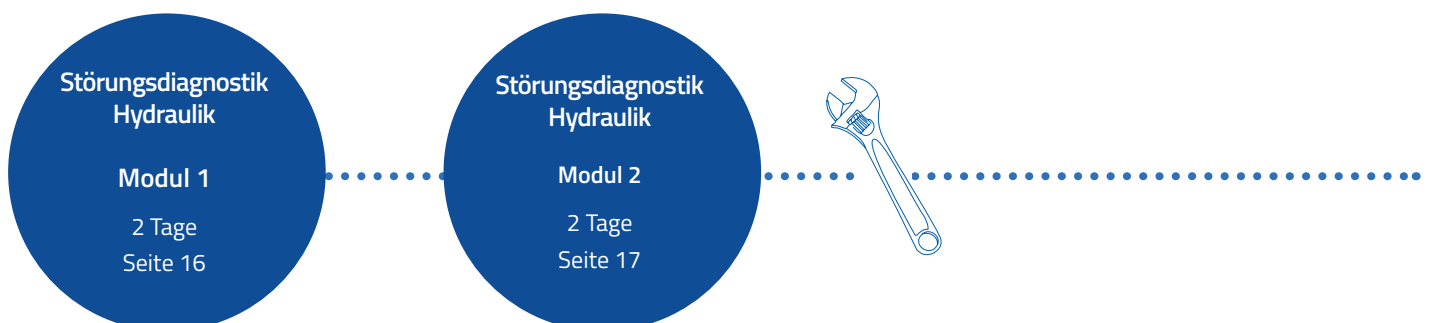 Störungsdiagnostik
Hydraulik
Modul 1
2 Tage
Seite 16
Störungsdiagnostik
Hydraulik
Modul 2
2 Tage
Seite 17